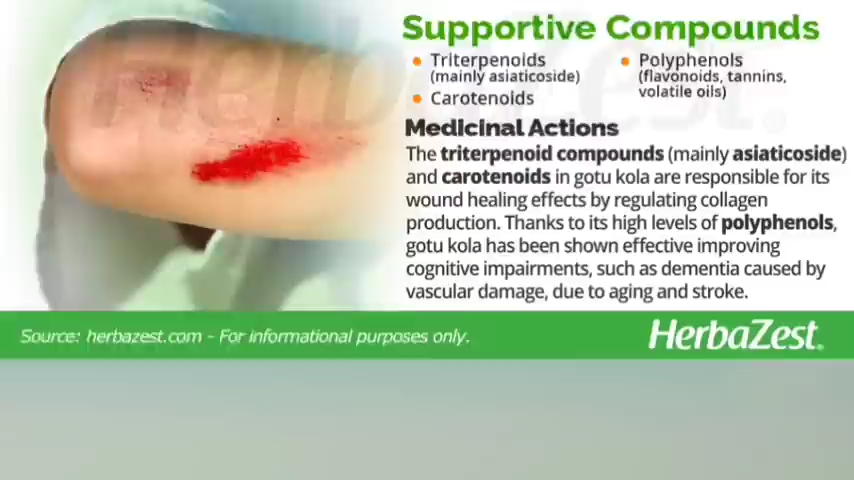 Supportive Compounds
• Triterpenoids
(mainly asiaticoside)
• Carotenoids
• Polyphenols
(flavonoids, tannins,
volatile oils)
Medicinal Actions
The triterpenoid compounds (mainly asiaticoside)
and carotenoids in gotu kola are responsible for its
wound healing effects by regulating collagen
production. Thanks to its high levels of polyphenols,
gotu kola has been shown effective improving
cognitive impairments, such as dementia caused by
vascular damage, due to aging and stroke.
Source: herbazest.com - For informational purposes only.
HerbaZest®
HerbaZest®